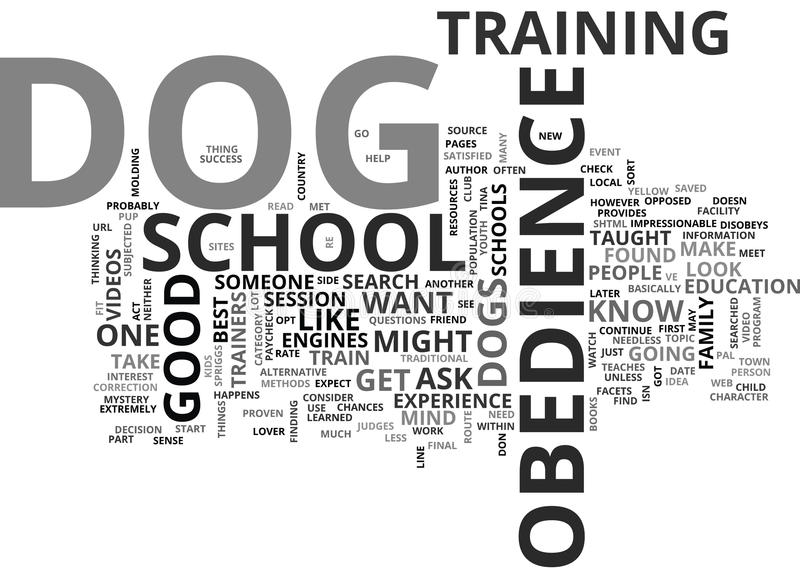 DOG
TRAINING
OBEDIENCE
SCHOOL
GOOD
THING
SUCCESS
GO
HELP
SOURCE
PAGES
SATISFIED
MANY
NEW
AUTHOR
OFTEN
EVENT
CHECK
LOCAL
SORT
MOLDING
COUNTRY
PROBABLY
PUP
READ
MET
RESOURCES
CLUB
TINA
YOUTH
POPULATION
SCHOOLS
YELLOW
SAVED
HOWEVER
OPPOSED
DOESN
PROVIDES
FACILITY
SHTML
IMPRESSIONABLE
DISOBEYS
URL
THINKING
SUBJECTED
SITES
RE
TAUGHT
INFORMATION
FOUND
MAKE
MEET
PEOPLE
VE
LOOK
BASICALLY
EDUCATION
VIDEOS
FIT
ACT
NEITHER
SOMEONE
SIDE
SEARCH
ANOTHER
SESSION
WANT
SEE
DOGS
LATER
KNOW
MAY
FAMILY
SEARCHED
VIDEO
PROGRAM
ONE
BEST
TRAINERS
LOT
CATEGORY
PAYCHECK
OPT
LIKE
QUESTIONS
FRIEND
ENGINES
MIGHT
CONTINUE
FIRST
NEEDLESS
TOPIC
WATCH
JUST
GOING
PAL
TAKE
KIDS
SPRIGGS
RATE
TRAIN
TRADITIONAL
TEACHES
GOT
TOWN
INTEREST
CORRECTION
ALTERNATIVE
METHODS
EXPECT
GET
ASK
UNLESS
DATE
PERSON
MYSTERY
EXTREMELY
HAPPENS
THINGS
CONSIDER
EXPERIENCE
FACETS
ISN
IDEA
WEB
CHILD
FIND
CHARACTER
PROVEN
USE
CHANCES
LEARNED
MIND
ROUTE
NEED
WITHIN
BOOKS
DECISION
START
LOVER
FINDING
JUDGES
WORK
PART
SENSE
MUCH
LESS
FINAL
LINE
DON